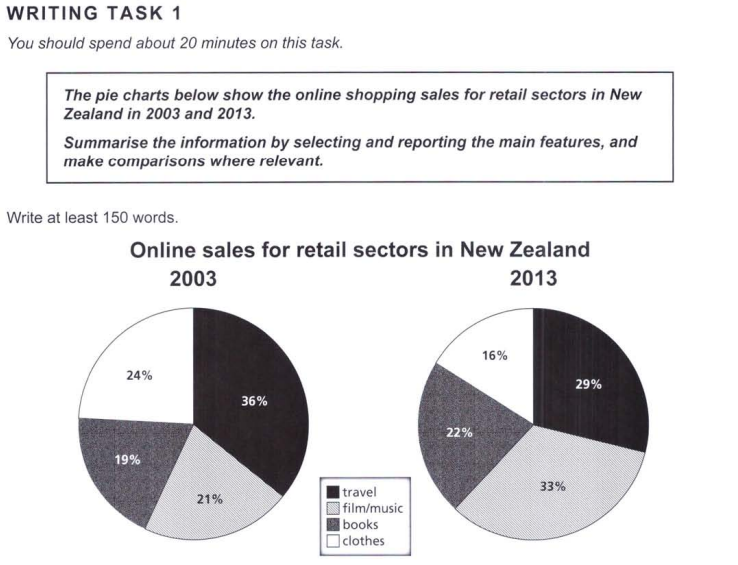 WRITING TASK 1
You should spend about 20 minutes on this task.
The pie charts below show the online shopping sales for retail sectors in New
Zealand in 2003 and 2013.
Summarise the information by selecting and reporting the main features, and
make comparisons where relevant.
Write at least 150 words.
Online sales for retail sectors in New Zealand
2003
2013
24%
36%
19%
21%
16%
29%
22%
33%
travel
film/music
books
clothes